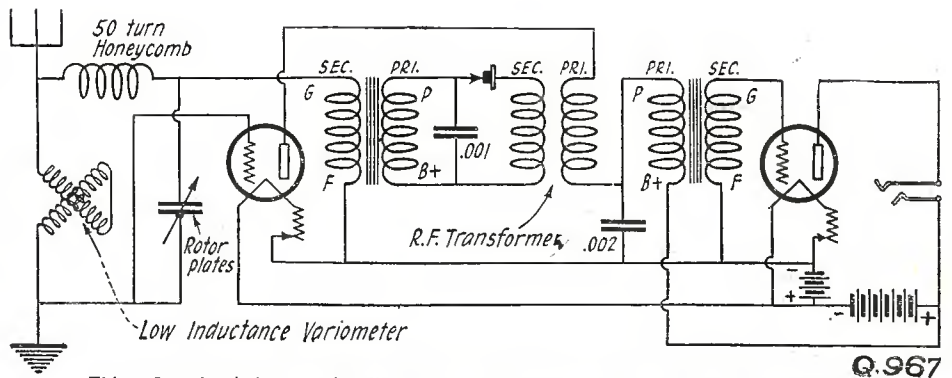 50 turn
Honeycomb
SEC. PRI. SEC. PRI. PRI. SEC.
G P P G
.001
F B+ B+ F
R.F. Transformer
.002
Rotor
plates
-
+
- +
Low Inductance Variometer
Q.967